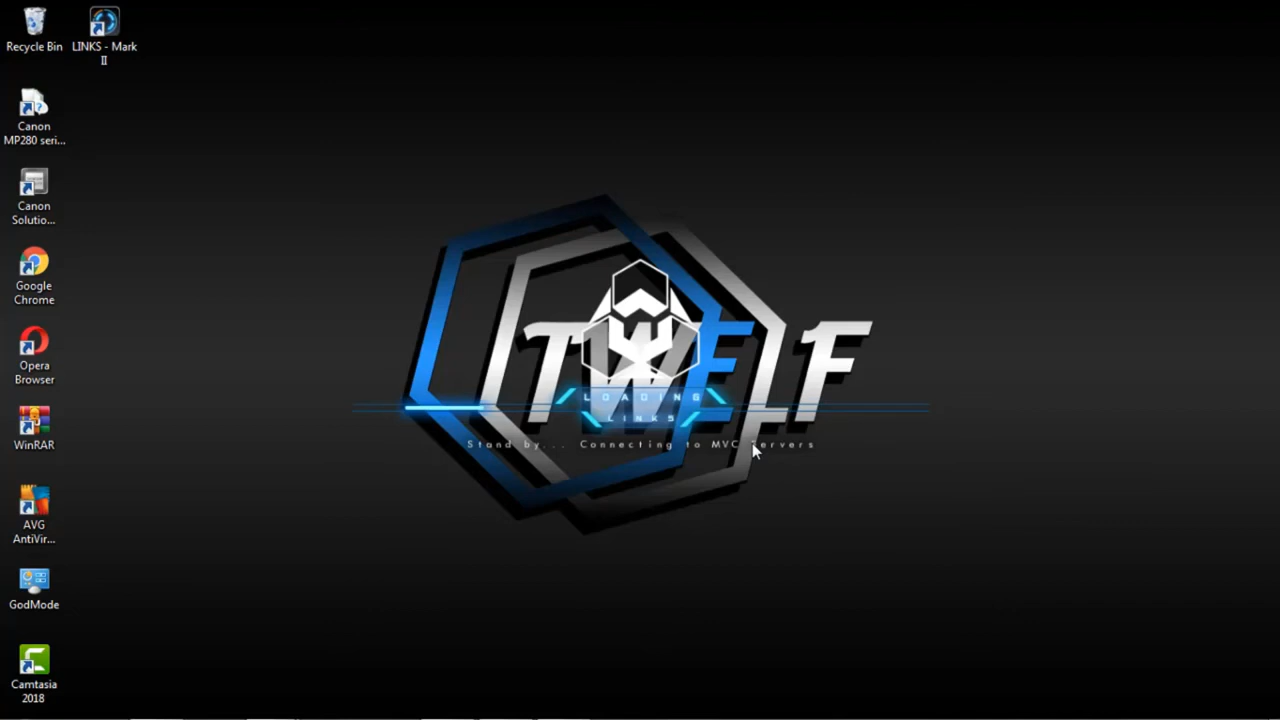 Recycle Bin
LINKS - Mark
II
Canon
MP280 seri...
Canon
Solutio...
Google
Chrome
Opera
Browser
WinRAR
AVG
AntiVir...
GodMode
Camtasia
2018
TWELF
LOADING
LINKS
Stand by... Connecting to MVC Servers